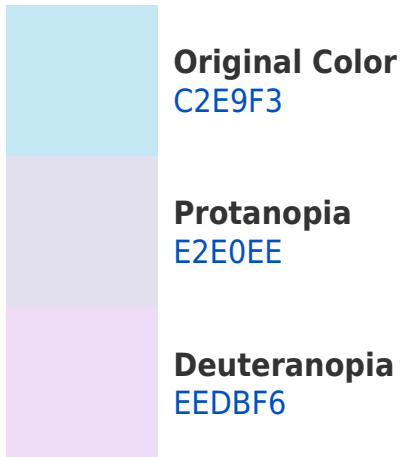 Original Color
C2E9F3
Protanopia
E2E0EE
Deuteranopia
EEDBF6